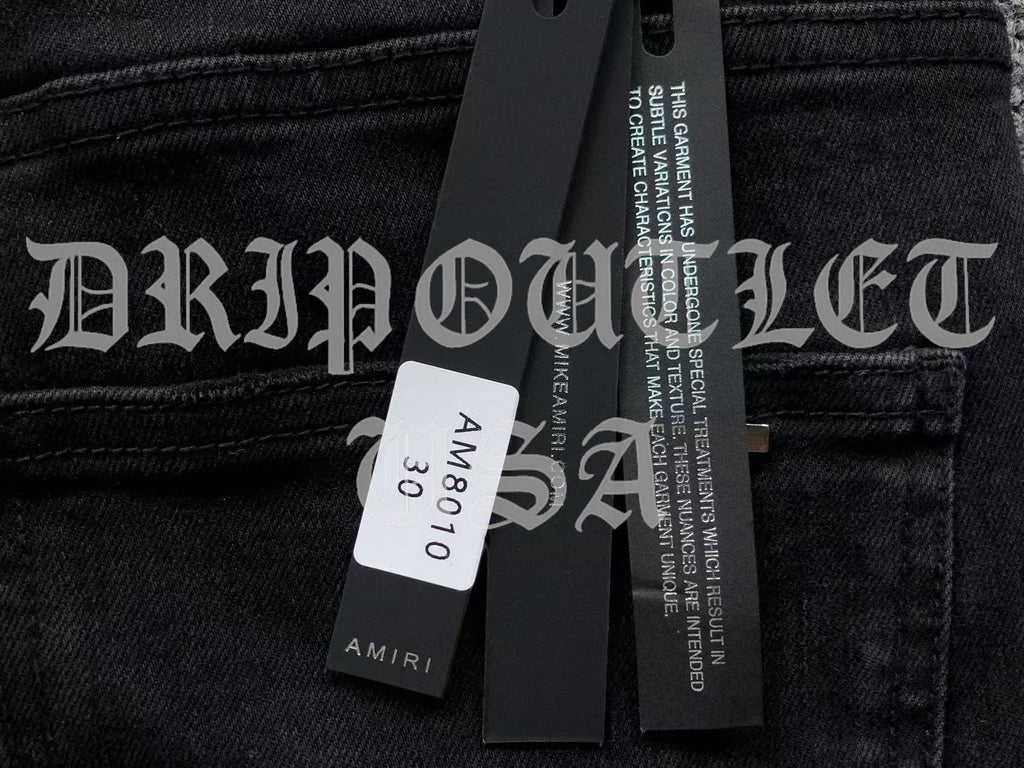 DRIPOUTLET
USA
AM8010
30
AMIRI
WWW.MIKEAMIRI.COM
THIS GARMENT HAS UNDERGONE SPECIAL TREATMENTS WHICH RESULT IN
SUBTLE VARIATIONS IN COLOR AND TEXTURE. THESE NUANCES ARE INTENDED
TO CREATE CHARACTERISTICS THAT MAKE EACH GARMENT UNIQUE.